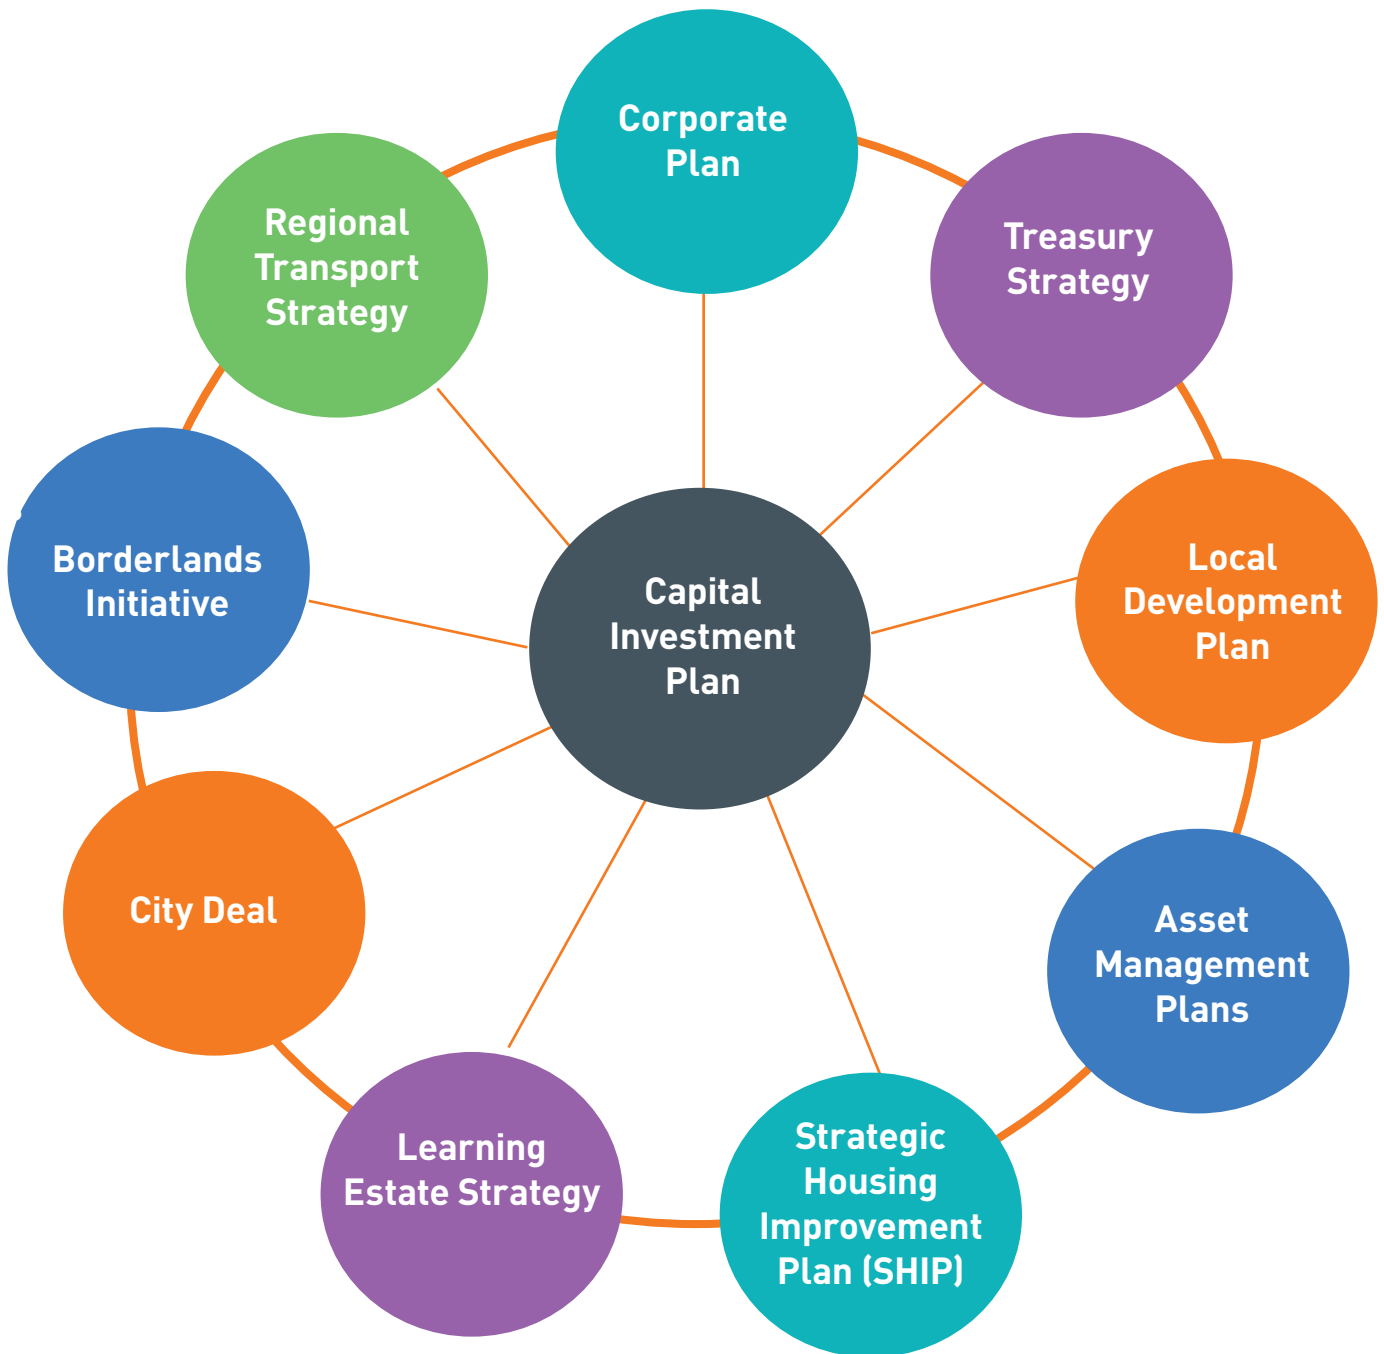 Corporate
Plan
Treasury
Strategy
Local
Development
Plan
Asset
Management
Plans
Strategic
Housing
Improvement
Plan (SHIP)
Learning
Estate Strategy
City Deal
Borderlands
Initiative
Regional
Transport
Strategy
Capital
Investment
Plan